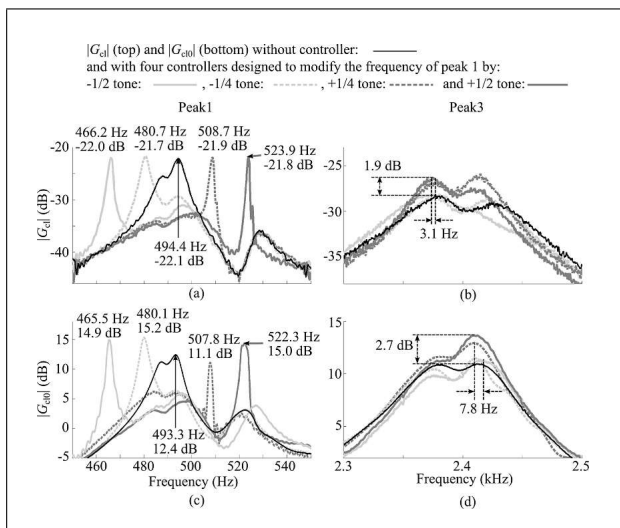 |Gcl| (top) and |Gcl0| (bottom) without controller:
and with four controllers designed to modify the frequency of peak 1 by:
-1/2 tone: , -1/4 tone: , +1/4 tone: and +1/2 tone:
Peak1 Peak3
466.2 Hz
-22.0 dB
480.7 Hz
-21.7 dB
508.7 Hz
-21.9 dB
523.9 Hz
-21.8 dB
494.4 Hz
-22.1 dB
|Gcl| (dB)
-20
-30
-40
(a)
1.9 dB
3.1 Hz
-25
-30
-35
(b)
465.5 Hz
14.9 dB
480.1 Hz
15.2 dB
507.8 Hz
11.1 dB
522.3 Hz
15.0 dB
493.3 Hz
12.4 dB
|Gcl0| (dB)
15
10
5
0
-5
460 480 500 520 540
Frequency (Hz)
(c)
2.7 dB
7.8 Hz
15
10
5
2.3 2.4 2.5
Frequency (kHz)
(d)